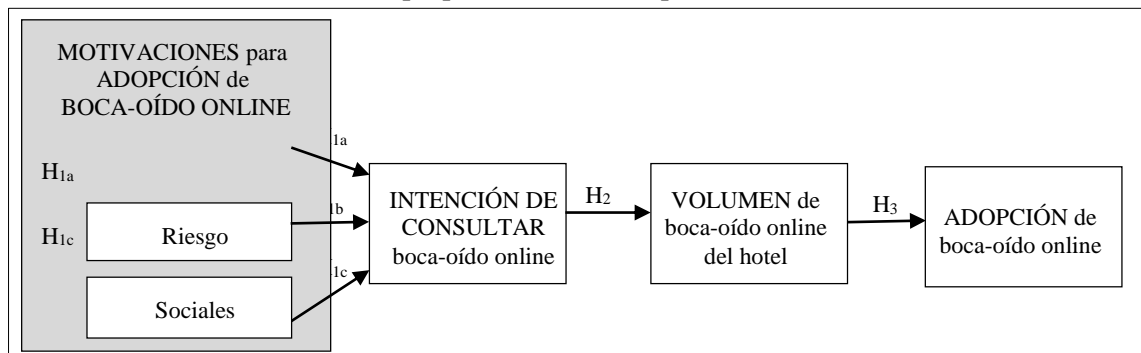 MOTIVACIONES para
ADOPCIÓN de
BOCA-OÍDO ONLINE
1a
H1a
1b
H1c
Riesgo
1c
Sociales
INTENCIÓN DE
CONSULTAR
boca-oído online
H2
VOLUMEN de
boca-oído online
del hotel
H3
ADOPCIÓN de
boca-oído online